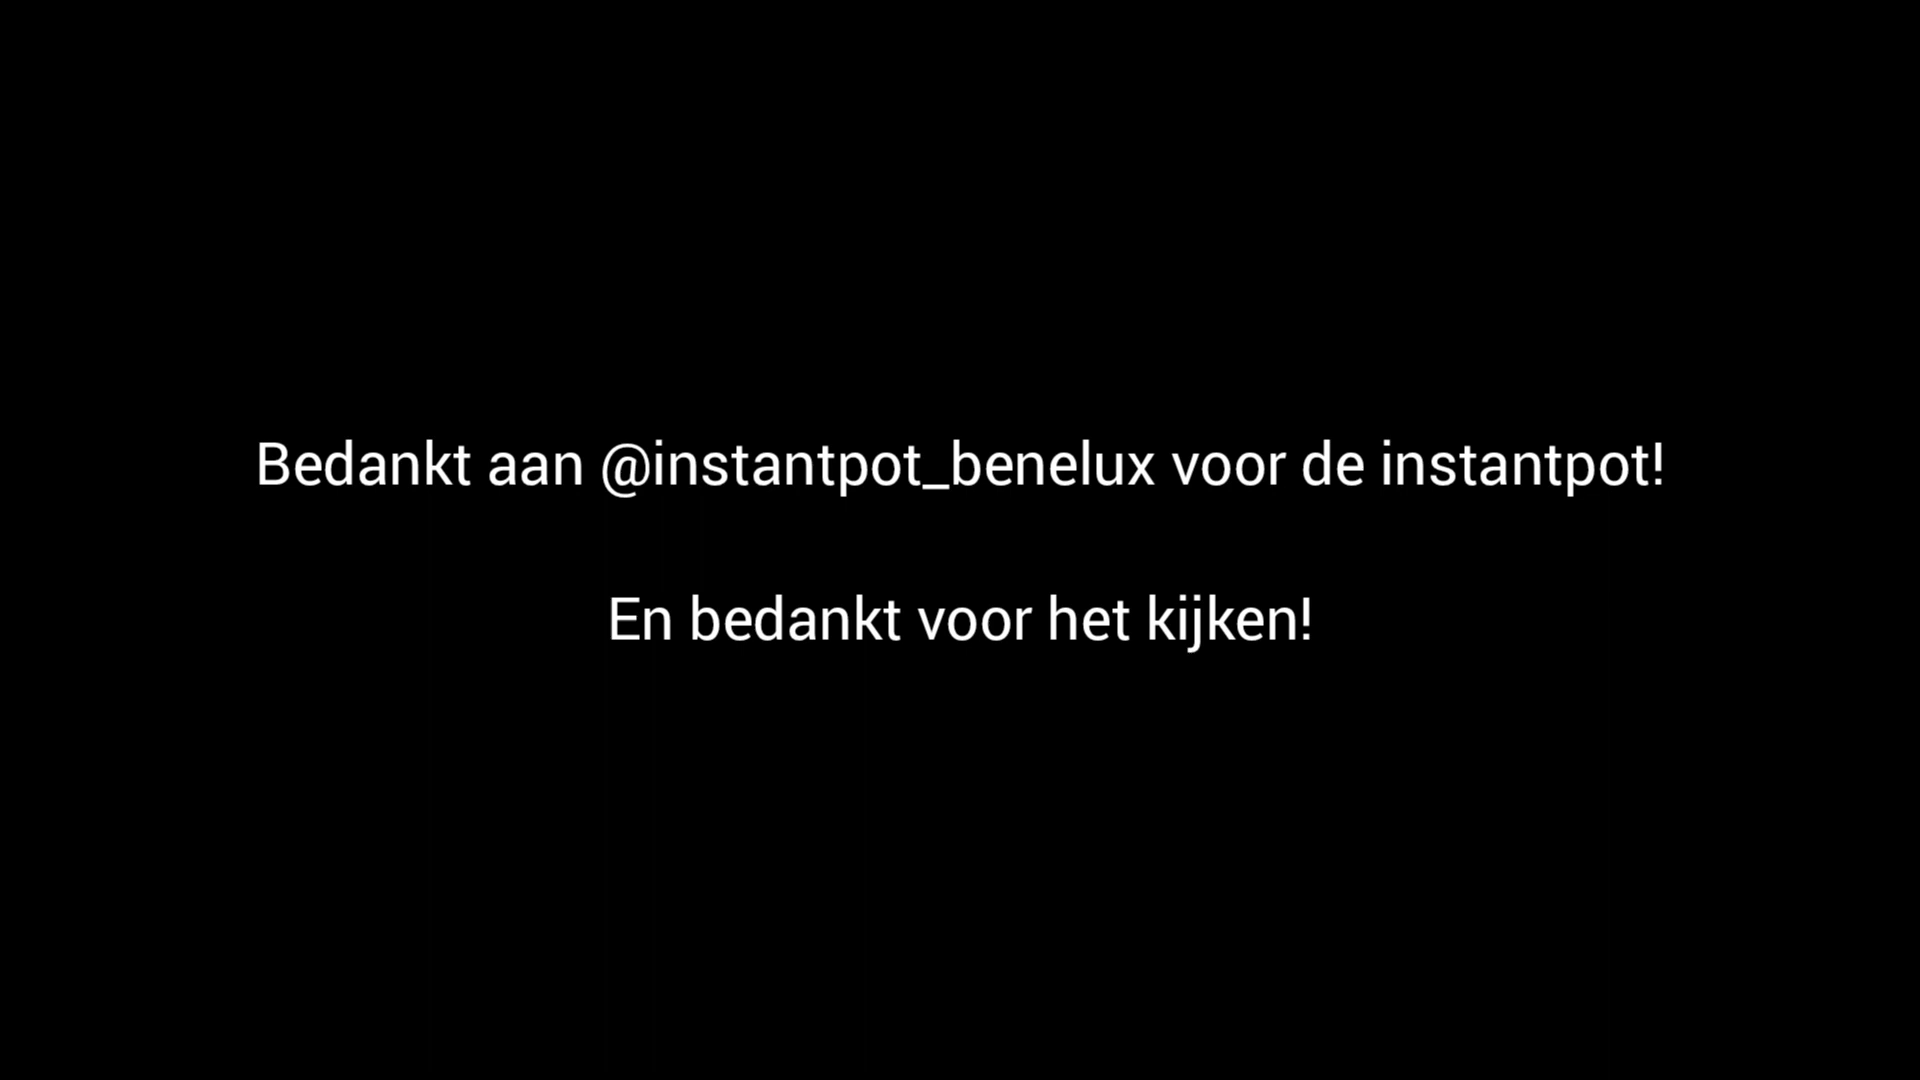 Bedankt aan @instantpot_benelux voor de instantpot!
En bedankt voor het kijken!